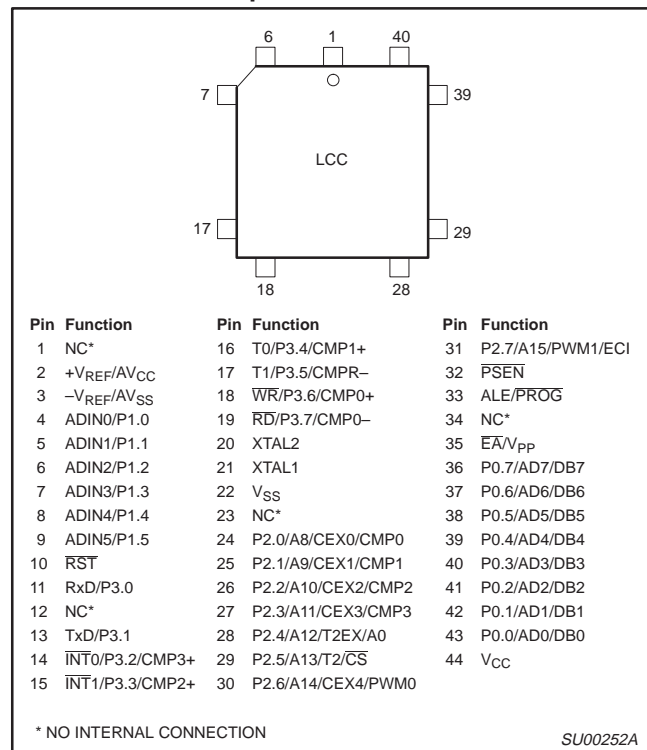 6 1 40
7 39
LCC
17 29
18 28
Pin Function Pin Function Pin Function
1 NC* 16 T0/P3.4/CMP1+ 31 P2.7/A15/PWM1/ECI
2 +VREF/AVCC 17 T1/P3.5/CMPR– 32 P̅S̅E̅N̅
3 –VREF/AVSS 18 W̅R̅/P3.6/CMP0+ 33 ALE/P̅R̅O̅G̅
4 ADIN0/P1.0 19 R̅D̅/P3.7/CMP0– 34 NC*
5 ADIN1/P1.1 20 XTAL2 35 E̅A̅/VPP
6 ADIN2/P1.2 21 XTAL1 36 P0.7/AD7/DB7
7 ADIN3/P1.3 22 VSS 37 P0.6/AD6/DB6
8 ADIN4/P1.4 23 NC* 38 P0.5/AD5/DB5
9 ADIN5/P1.5 24 P2.0/A8/CEX0/CMP0 39 P0.4/AD4/DB4
10 R̅S̅T̅ 25 P2.1/A9/CEX1/CMP1 40 P0.3/AD3/DB3
11 RxD/P3.0 26 P2.2/A10/CEX2/CMP2 41 P0.2/AD2/DB2
12 NC* 27 P2.3/A11/CEX3/CMP3 42 P0.1/AD1/DB1
13 TxD/P3.1 28 P2.4/A12/T2EX/A0 43 P0.0/AD0/DB0
14 I̅N̅T̅0/P3.2/CMP3+ 29 P2.5/A13/T2/C̅S̅ 44 VCC
15 I̅N̅T̅1/P3.3/CMP2+ 30 P2.6/A14/CEX4/PWM0
* NO INTERNAL CONNECTION SU00252A